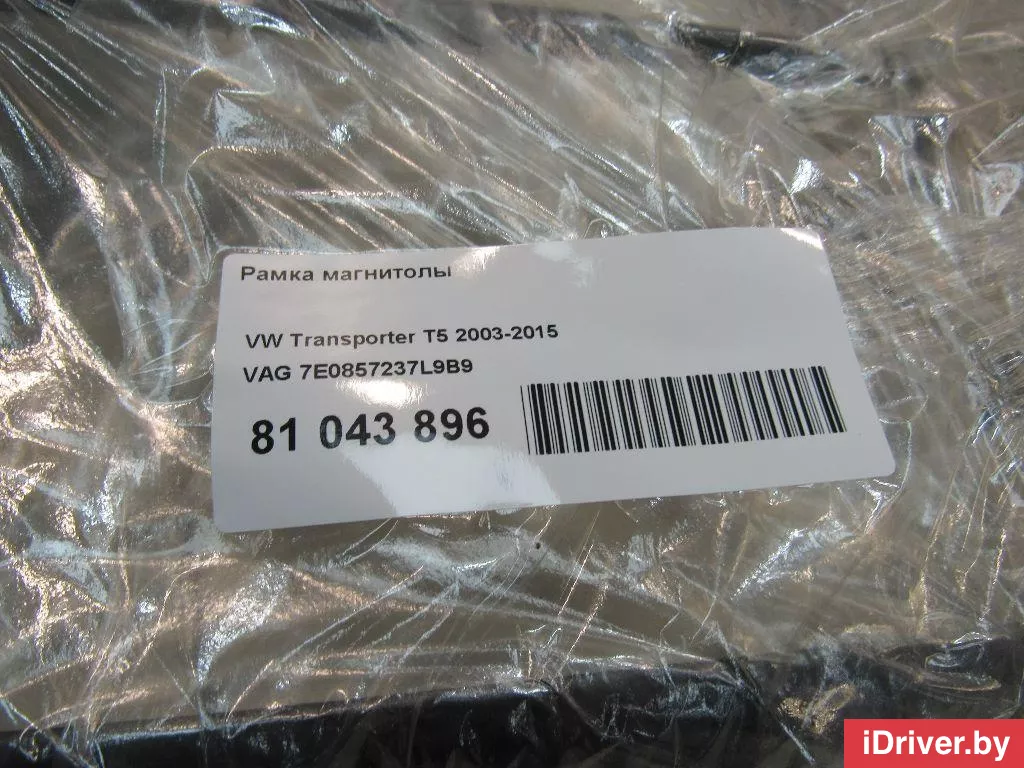 Рамка магнитолы
VW Transporter T5 2003-2015
VAG 7E0857237L9B9
81 043 896
iDriver.by